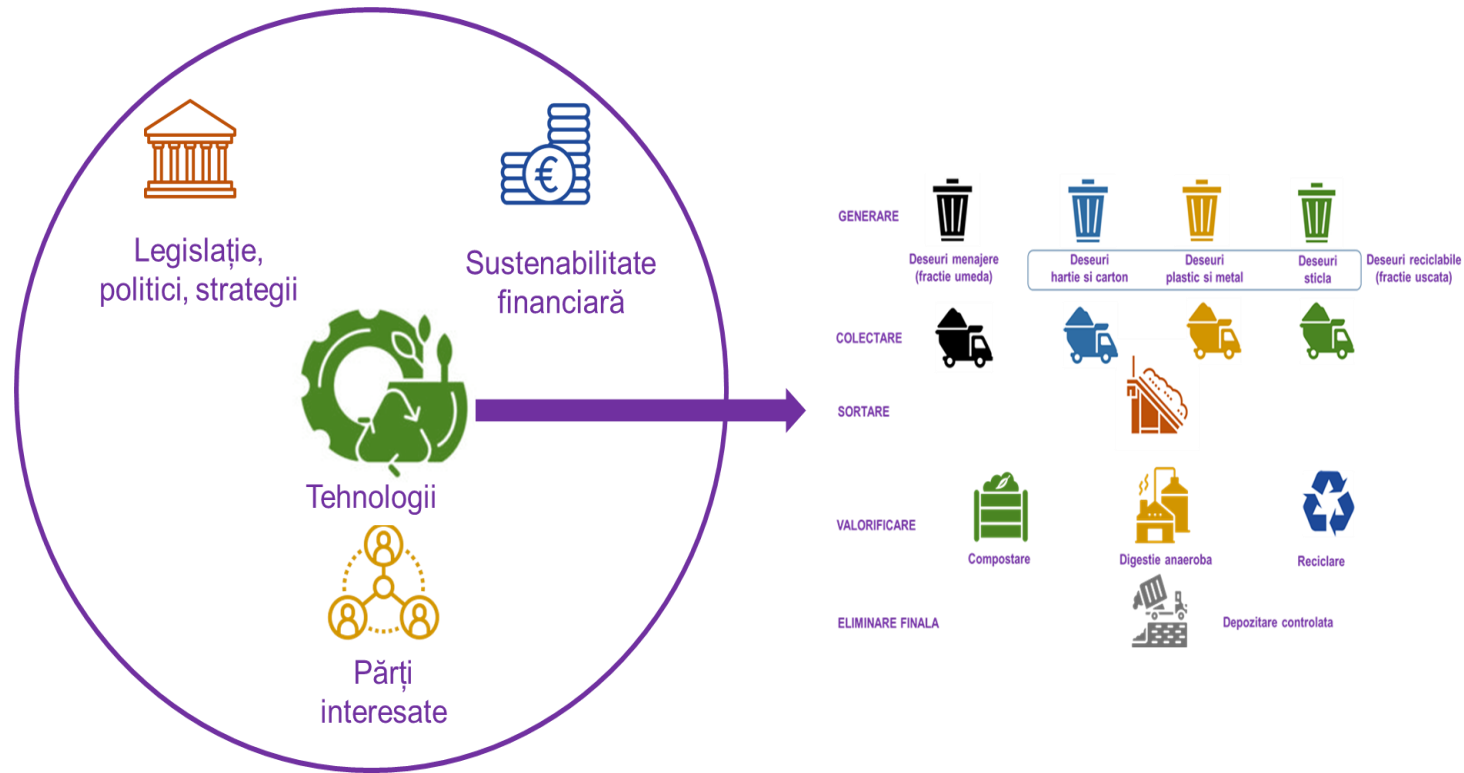 Legislație,
politici, strategii
Sustenabilitate
financiară
€
Tehnologii
Părți
interesate
GENERARE
Deseuri menajere
(fractie umeda)
Deseuri
hartie si carton
Deseuri
plastic si metal
Deseuri
sticla
Deseuri reciclabile
(fractie uscata)
COLECTARE
SORTARE
VALORIFICARE
Compostare
Digestie anaeroba
Reciclare
ELIMINARE FINALA
Depozitare controlata